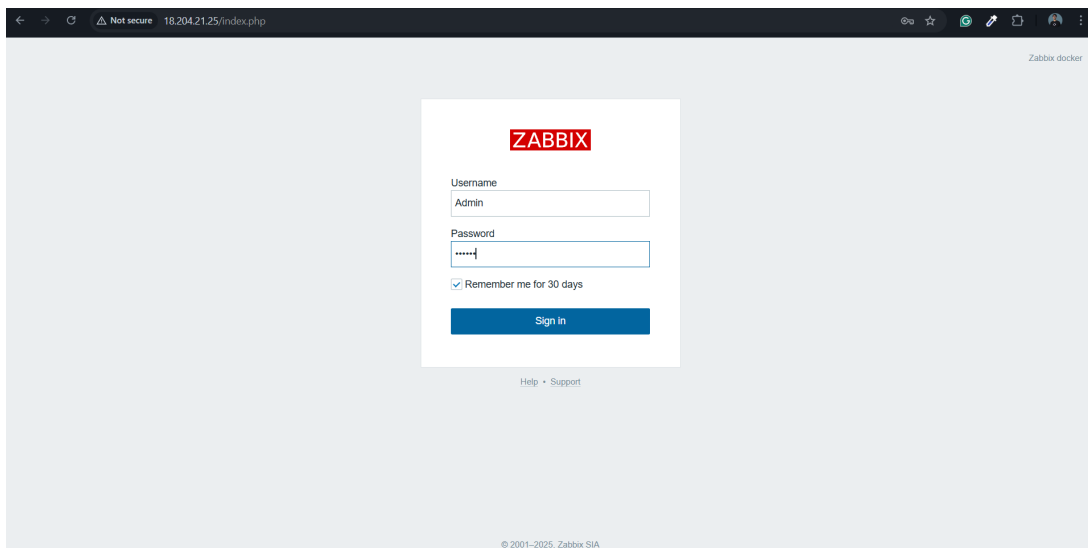 Not secure 18.204.21.25/index.php
Zabbix docker
ZABBIX
Username
Admin
Password
••••••
Remember me for 30 days
Sign in
Help • Support
© 2001–2025, Zabbix SIA